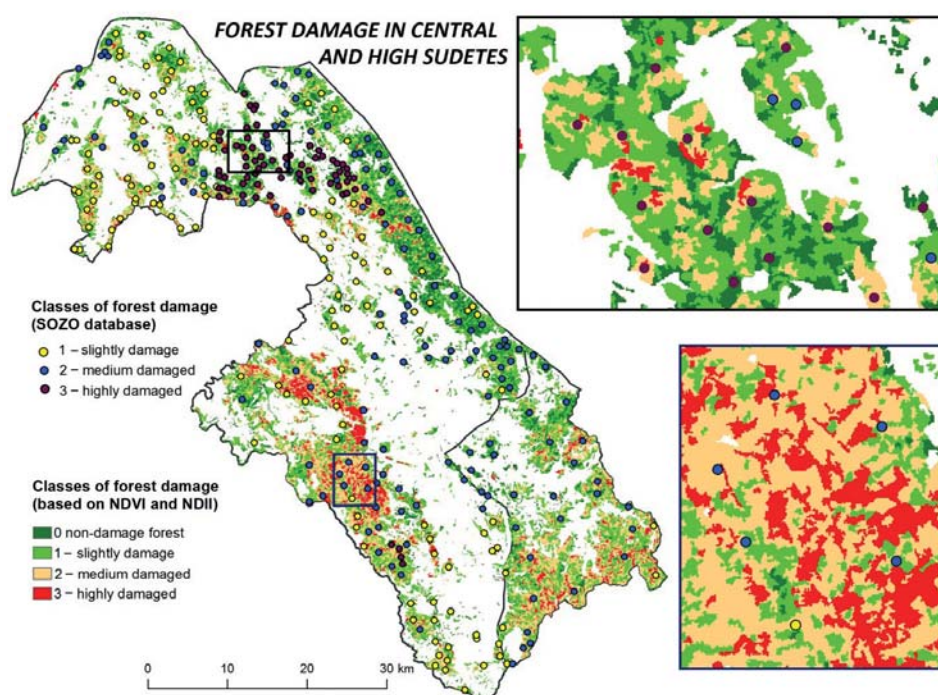 FOREST DAMAGE IN CENTRAL
AND HIGH SUDETES
Classes of forest damage
(SOZO database)
1 – slightly damage
2 – medium damaged
3 – highly damaged
Classes of forest damage
(based on NDVI and NDII)
0 non-damage forest
1 – slightly damage
2 – medium damaged
3 – highly damaged
0 10 20 30 km